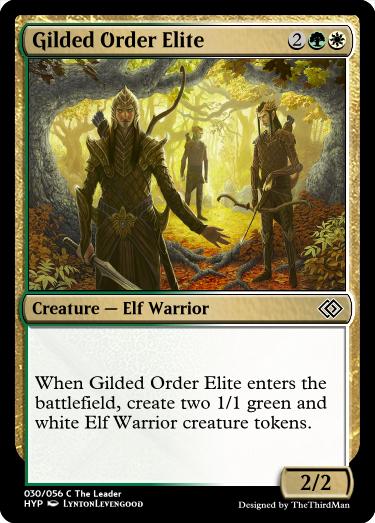 Gilded Order Elite 2
Creature — Elf Warrior
When Gilded Order Elite enters the
battlefield, create two 1/1 green and
white Elf Warrior creature tokens.
2/2
030/056 C The Leader
HYP LyntonLevengood
Designed by TheThirdMan